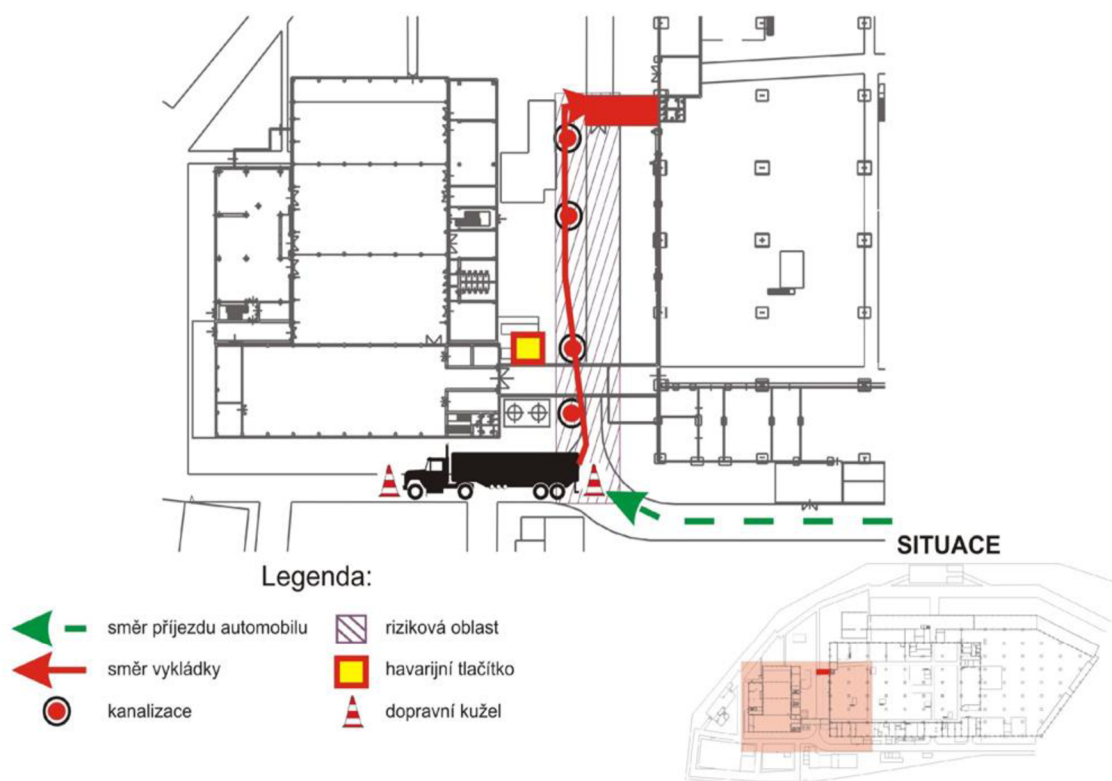 SITUACE
Legenda:
směr příjezdu automobilu
riziková oblast
směr vykládky
havarijní tlačítko
kanalizace
dopravní kužel